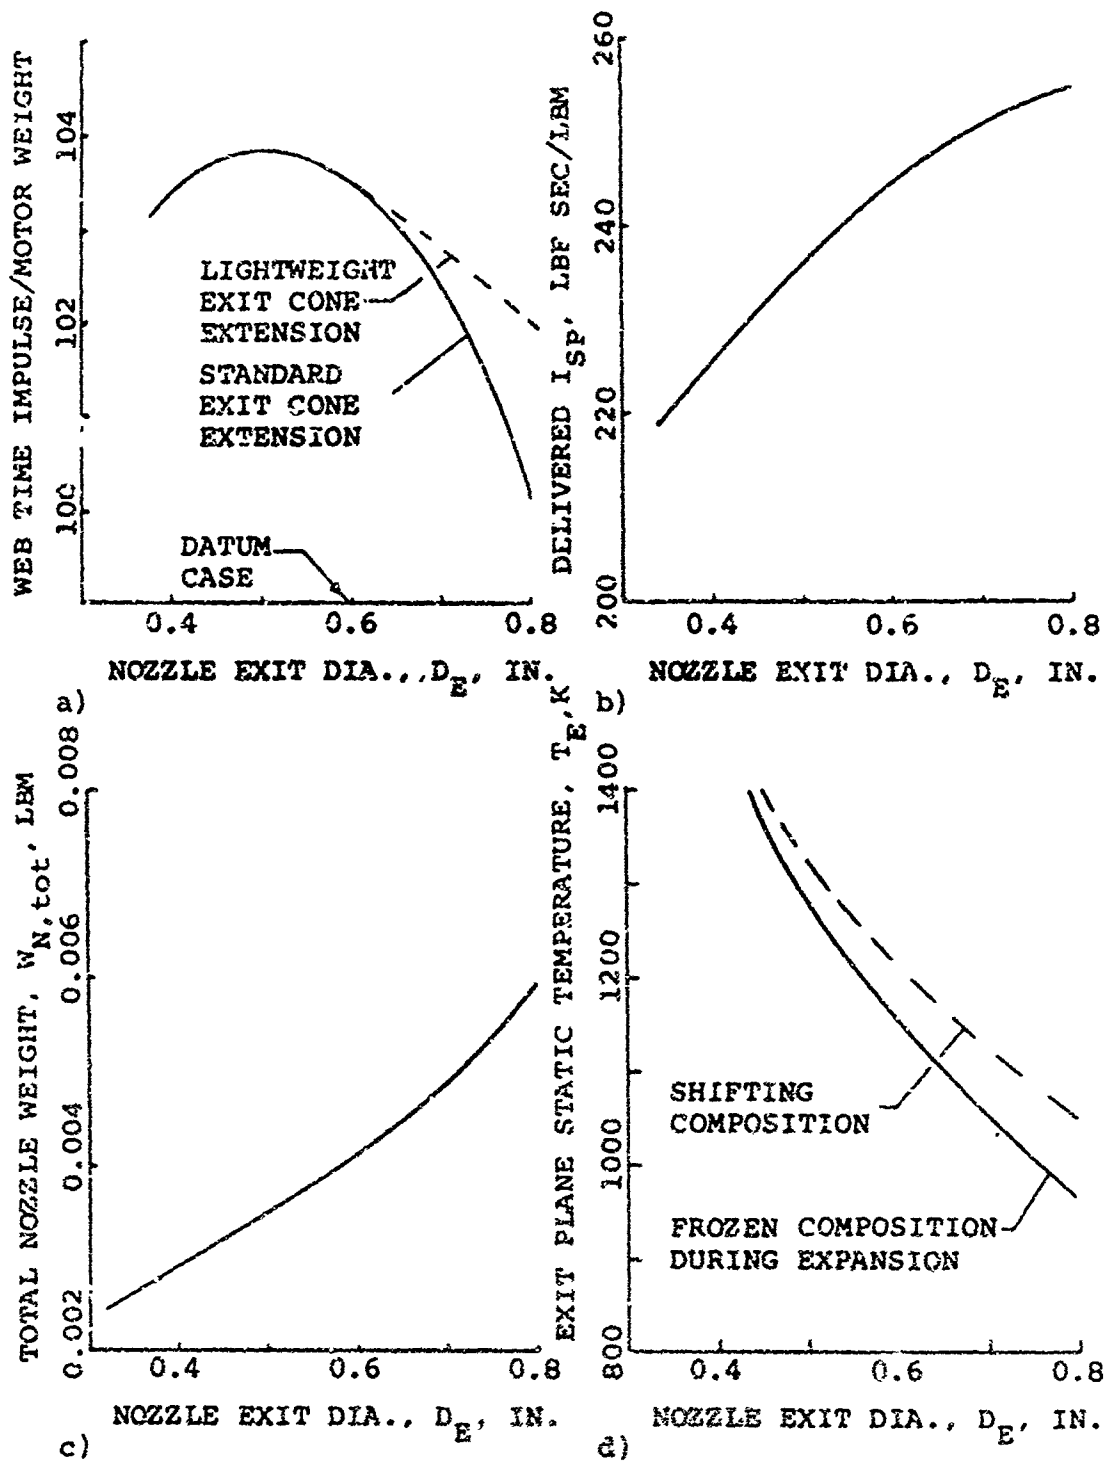 WEB TIME IMPULSE/MOTOR WEIGHT
104
102
100
LIGHTWEIGHT
EXIT CONE
EXTENSION
STANDARD
EXIT CONE
EXTENSION
DATUM
CASE
0.4 0.6 0.8
NOZZLE EXIT DIA., D_E, IN.
a)
DELIVERED I_SP, LBF SEC/LBM
260
240
220
200
0.4 0.6 0.8
NOZZLE EXIT DIA., D_E, IN.
b)
TOTAL NOZZLE WEIGHT, W_N,tot, LBM
0.008
0.006
0.004
0.002
0.4 0.6 0.8
NOZZLE EXIT DIA., D_E, IN.
c)
EXIT PLANE STATIC TEMPERATURE, T_E, K
1400
1200
1000
800
SHIFTING
COMPOSITION
FROZEN COMPOSITION
DURING EXPANSION
0.4 0.6 0.8
NOZZLE EXIT DIA., D_E, IN.
d)